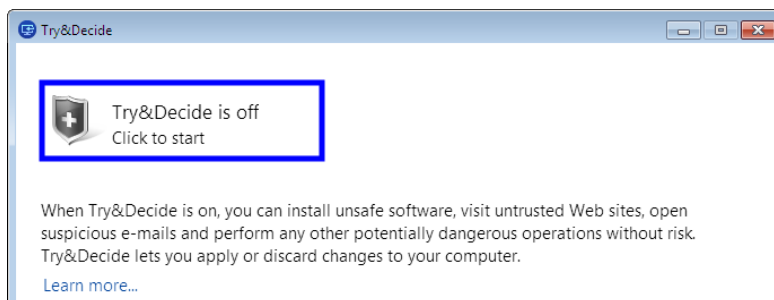 Try&Decide
Try&Decide is off
Click to start
When Try&Decide is on, you can install unsafe software, visit untrusted Web sites, open
suspicious e-mails and perform any other potentially dangerous operations without risk.
Try&Decide lets you apply or discard changes to your computer.
Learn more...